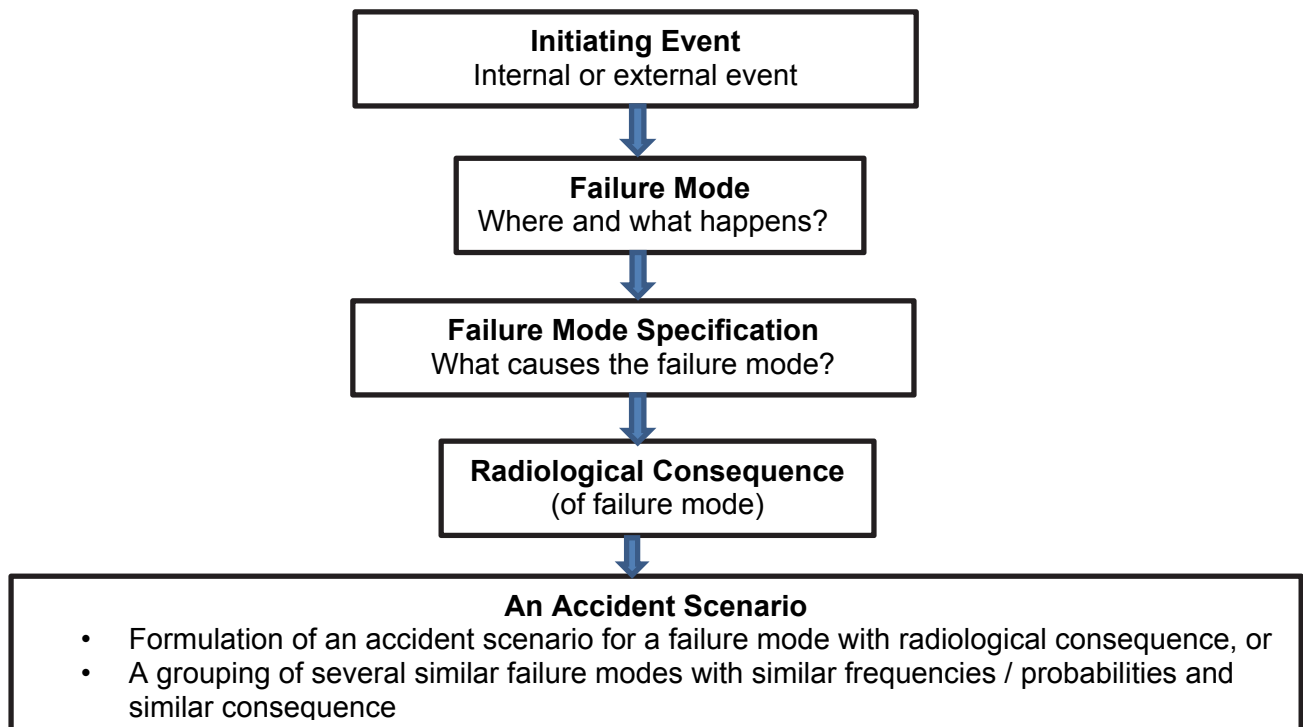 Initiating Event
Internal or external event
Failure Mode
Where and what happens?
Failure Mode Specification
What causes the failure mode?
Radiological Consequence
(of failure mode)
An Accident Scenario
• Formulation of an accident scenario for a failure mode with radiological consequence, or
• A grouping of several similar failure modes with similar frequencies / probabilities and
similar consequence